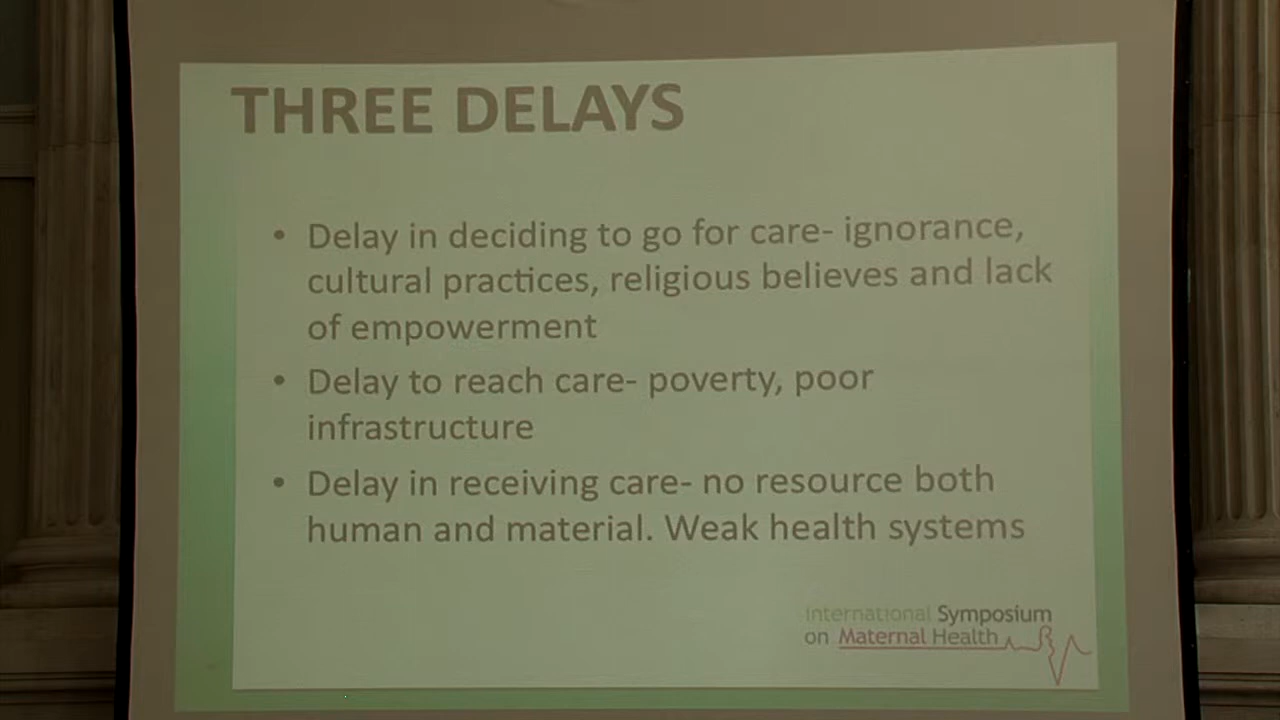 THREE DELAYS
• Delay in deciding to go for care- ignorance,
cultural practices, religious believes and lack
of empowerment
• Delay to reach care- poverty, poor
infrastructure
• Delay in receiving care- no resource both
human and material. Weak health systems
International Symposium
on Maternal Health